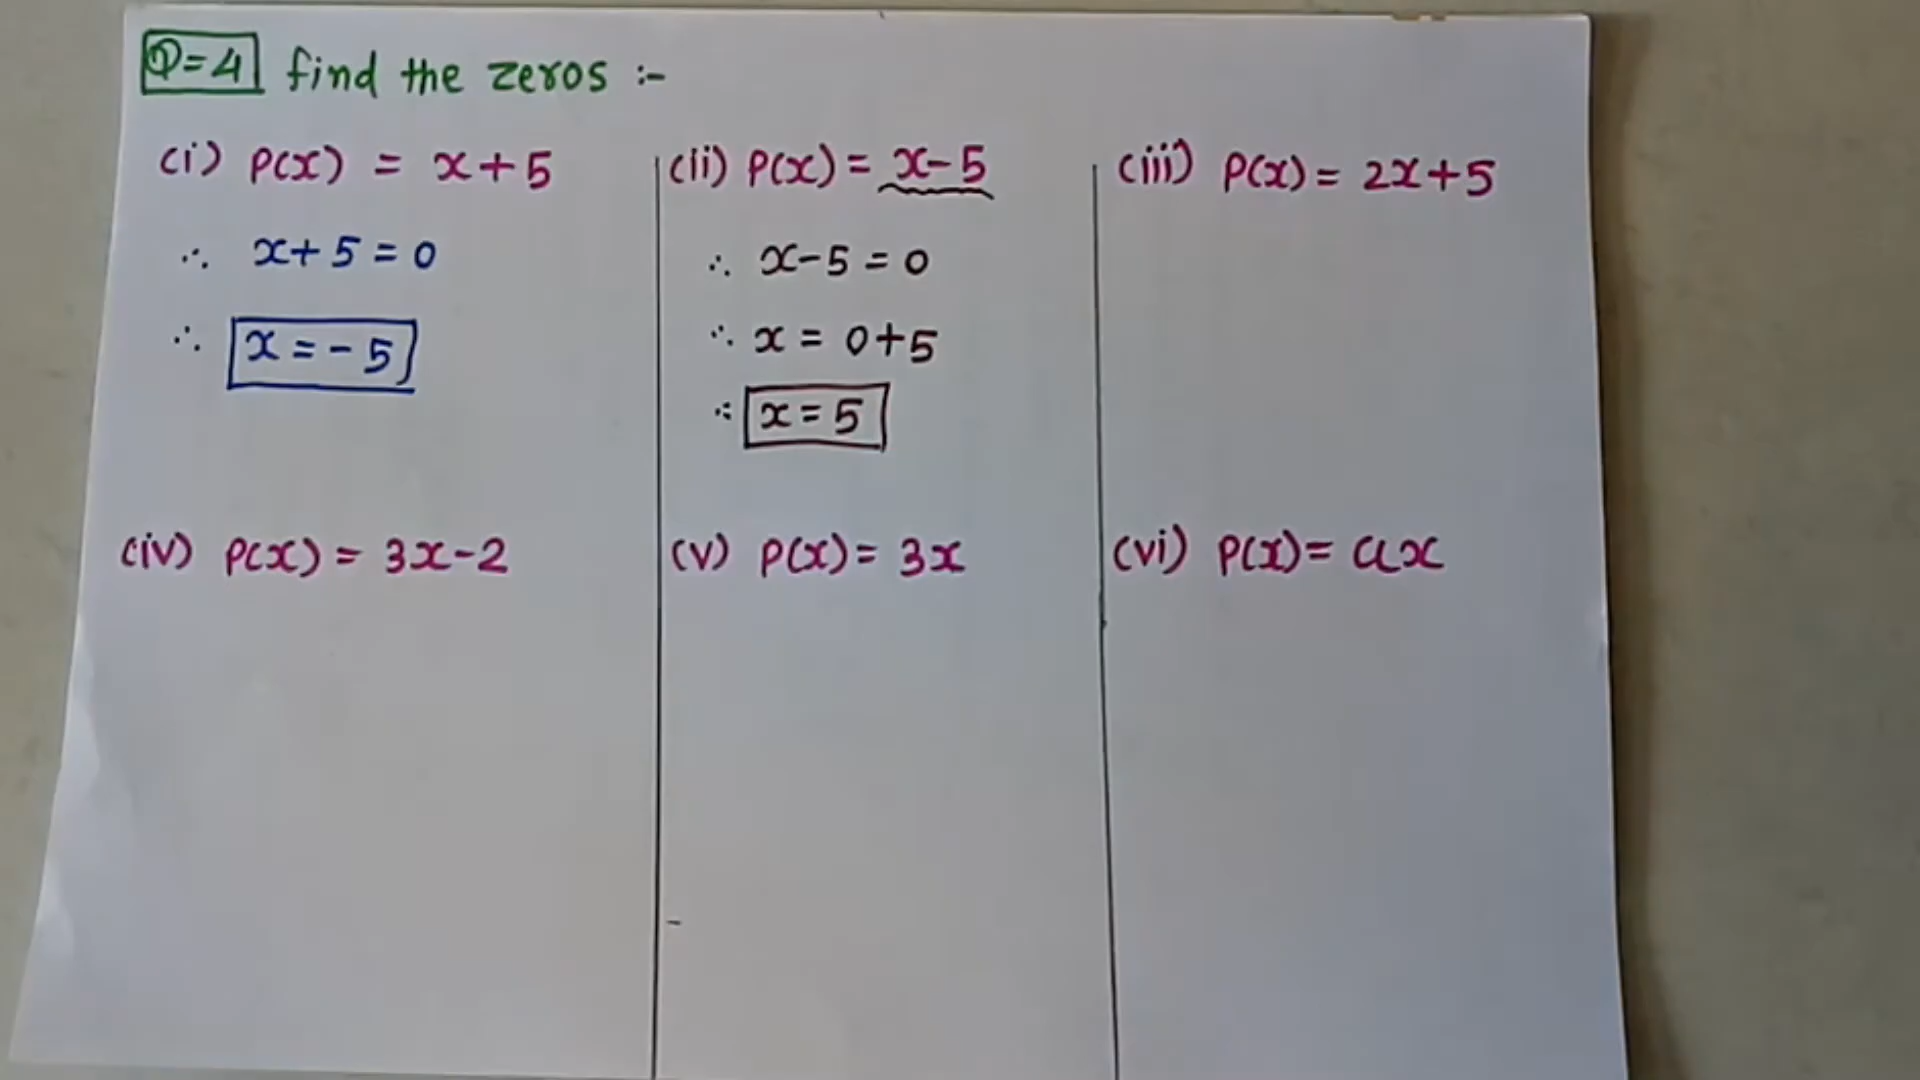 Q=4 find the zeros :-
(i) P(x) = x+5
∴ x+5=0
∴ x=-5
(ii) P(x)= x-5
∴ x-5=0
∴ x = 0+5
∴ x=5
(iii) P(x)= 2x+5
(iv) P(x)= 3x-2
(v) P(x)= 3x
(vi) P(x)= ax